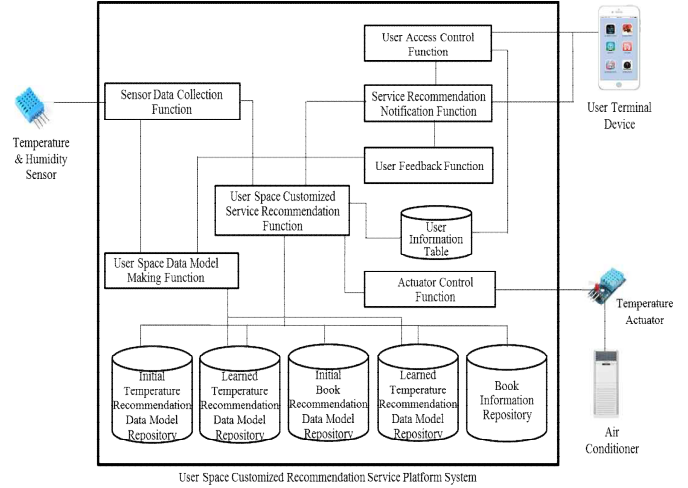 User Access Control
Function
Sensor Data Collection
Function
Service Recommendation
Notification Function
User Terminal
Device
Temperature
& Humidity
Sensor
User Feedback Function
User Space Customized
Service Recommendation
Function
User
Information
Table
User Space Data Model
Making Function
Actuator Control
Function
Temperature
Actuator
Initial
Temperature
Recommendation
Data Model
Repository
Learned
Temperature
Recommendation
Data Model
Repository
Initial
Book
Recommendation
Data Model
Repository
Learned
Temperature
Recommendation
Data Model
Repository
Book
Information
Repository
Air
Conditioner
User Space Customized Recommendation Service Platform System